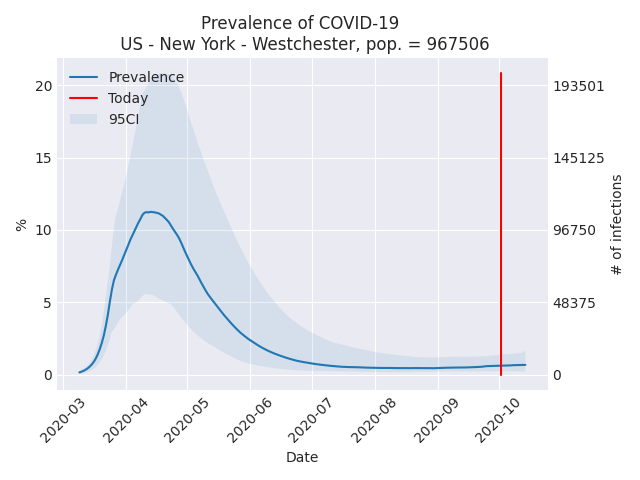 Prevalence of COVID-19
US - New York - Westchester, pop. = 967506
Prevalence
Today
95CI
20
15
10
5
0
%
193501
145125
96750
48375
0
# of infections
2020-03
2020-04
2020-05
2020-06
2020-07
2020-08
2020-09
2020-10
Date